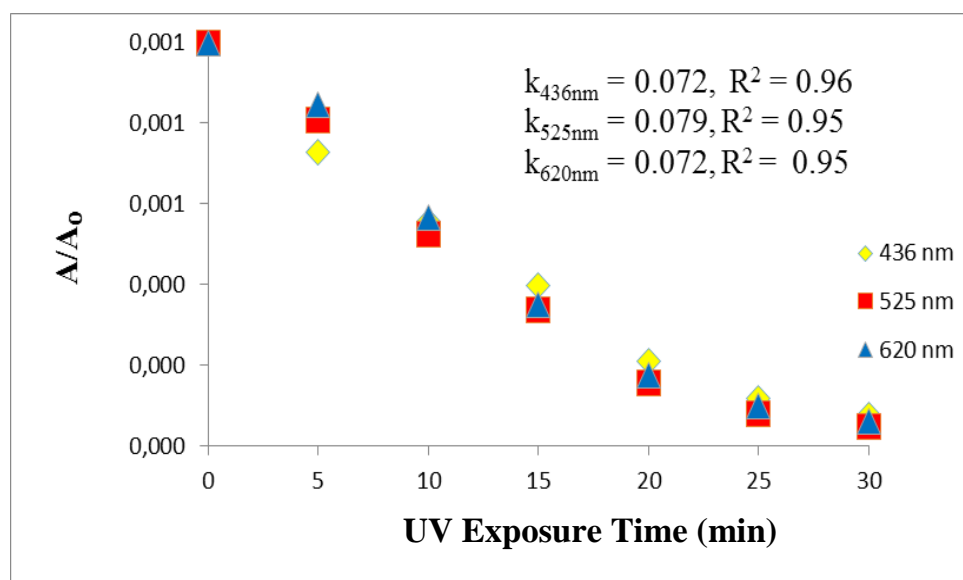 0,001
0,001
0,001
0,000
0,000
0,000
A/A₀
k₄₃₆ₙₘ = 0.072, R² = 0.96
k₅₂₅ₙₘ = 0.079, R² = 0.95
k₆₂₀ₙₘ = 0.072, R² = 0.95
436 nm
525 nm
620 nm
0 5 10 15 20 25 30
UV Exposure Time (min)